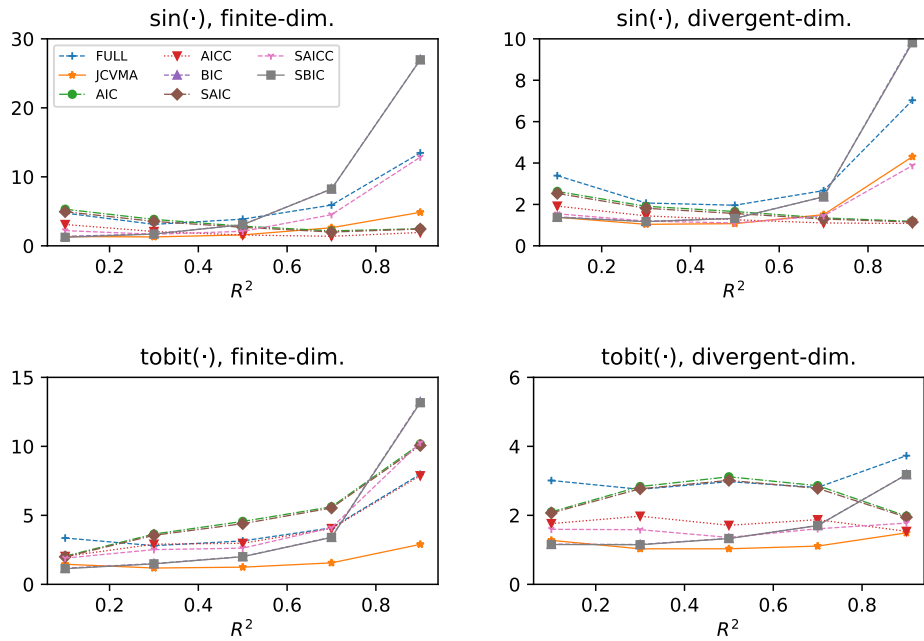 sin(·), finite-dim.
30
20
10
0
FULL
JCVMA
AIC
AICC
BIC
SAIC
SAICC
SBIC
0.2 0.4 0.6 0.8
R²
sin(·), divergent-dim.
10
8
6
4
2
0
0.2 0.4 0.6 0.8
R²
tobit(·), finite-dim.
15
10
5
0
0.2 0.4 0.6 0.8
R²
tobit(·), divergent-dim.
6
4
2
0
0.2 0.4 0.6 0.8
R²